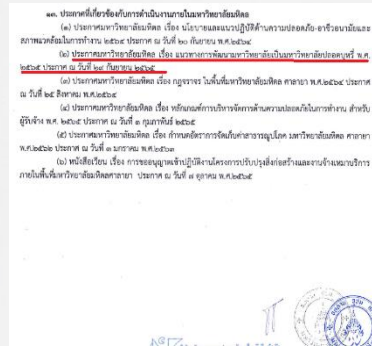 ๑๓. ประกาศที่เกี่ยวข้องกับการดำเนินงานภายในมหาวิทยาลัยมหิดล
(๑) ประกาศมหาวิทยาลัยมหิดล เรื่อง นโยบายและแนวปฏิบัติด้านความปลอดภัย-อาชีวอนามัยและ
สภาพแวดล้อมในการทำงาน ๒๕๖๔ ประกาศ ณ วันที่ ๒๐ กันยายน พ.ศ.๒๕๖๔
(๒) ประกาศมหาวิทยาลัยมหิดล เรื่อง แนวทางการพัฒนามหาวิทยาลัยเป็นมหาวิทยาลัยปลอดบุหรี่ พ.ศ.
๒๕๖๕ ประกาศ ณ วันที่ ๒๙ กันยายน ๒๕๖๕
(๓) ประกาศมหาวิทยาลัยมหิดล เรื่อง กฎจราจร ในพื้นที่มหาวิทยาลัยมหิดล ศาลายา พ.ศ.๒๕๖๔ ประกาศ
ณ วันที่ ๒๕ สิงหาคม พ.ศ.๒๕๖๔
(๔) ประกาศมหาวิทยาลัยมหิดล เรื่อง หลักเกณฑ์การบริหารจัดการด้านความปลอดภัยในการทำงาน สำหรับ
ผู้รับจ้าง พ.ศ. ๒๕๖๕ ประกาศ ณ วันที่ ๑ กุมภาพันธ์ ๒๕๖๕
(๕) ประกาศมหาวิทยาลัยมหิดล เรื่อง กำหนดอัตราการจัดเก็บค่าสาธารณูปโภค มหาวิทยาลัยมหิดล ศาลายา
พ.ศ.๒๕๖๒ ประกาศ ณ วันที่ ๑ มกราคม พ.ศ.๒๕๖๓
(๖) หนังสือเวียน เรื่อง การขออนุญาตเข้าปฏิบัติงานโครงการปรับปรุงสิ่งก่อสร้างและงานจ้างเหมาบริการ
ภายในพื้นที่มหาวิทยาลัยมหิดลศาลายา ประกาศ ณ วันที่ ๗ ตุลาคม พ.ศ.๒๕๖๕